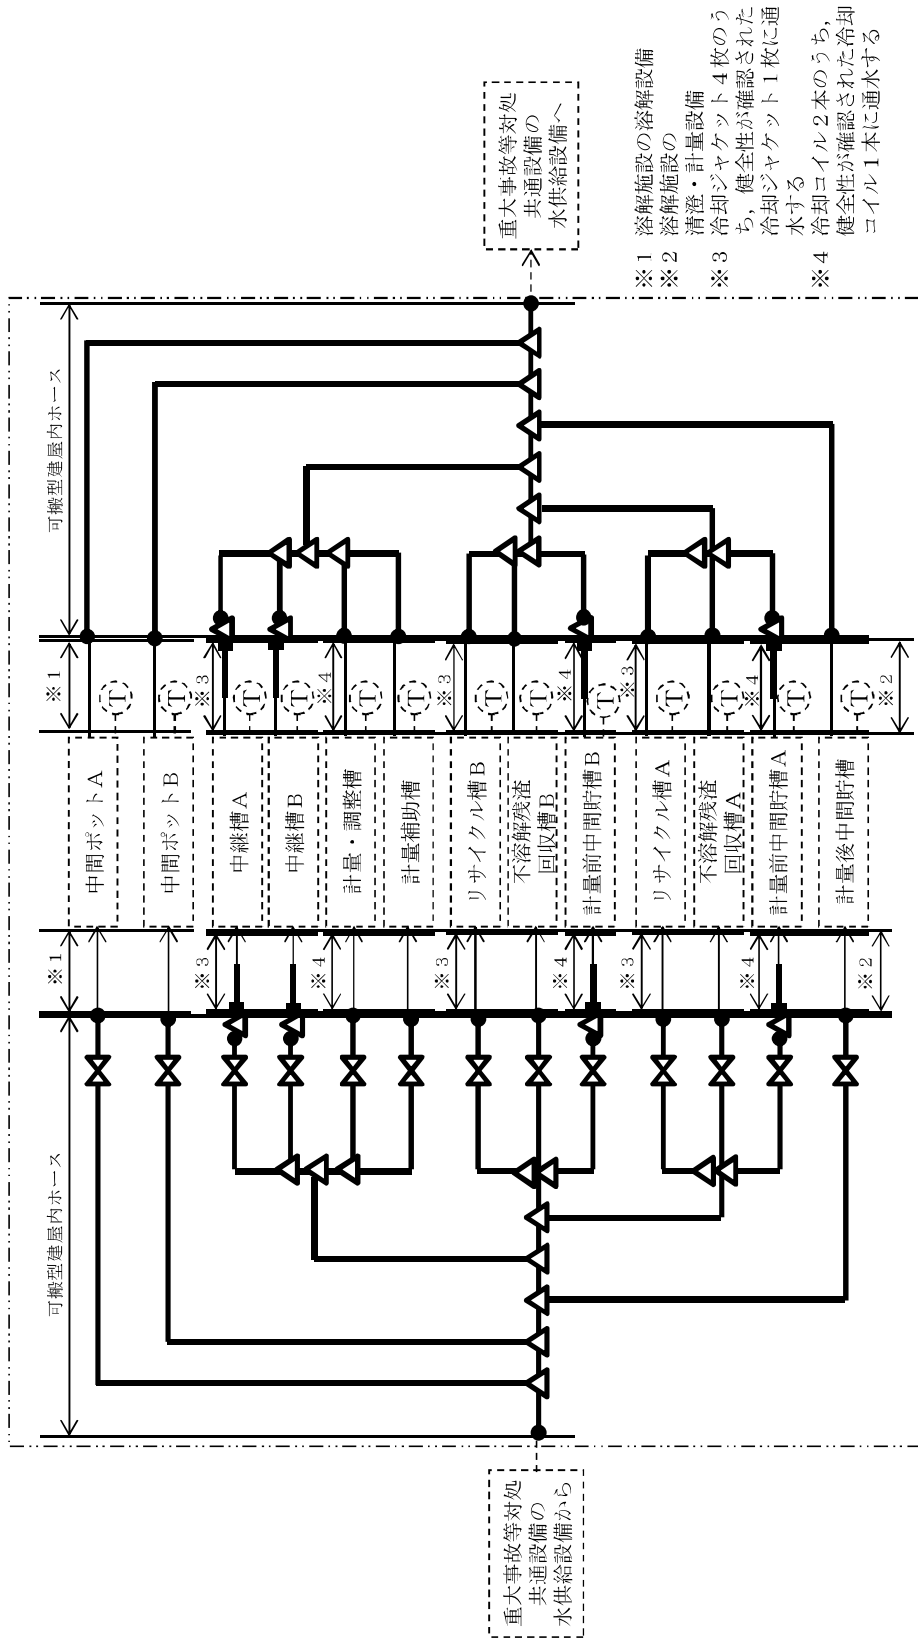 可搬型建屋内ホース
可搬型建屋内ホース
重大事故等対処
共通設備の
水供給設備から
重大事故等対処
共通設備の
水供給設備へ
※1
※3
※4
※3
※4
※3
※4
※2
中間ポットA
中間ポットB
中継槽A
中継槽B
計量・調整槽
計量補助槽
リサイクル槽B
不溶解残渣
回収槽B
計量前中間貯槽B
リサイクル槽A
不溶解残渣
回収槽A
計量前中間貯槽A
計量後中間貯槽
T
T
T
T
T
T
T
T
T
T
T
T
T
※1
※3
※4
※3
※4
※3
※4
※2
※1 溶解施設の溶解設備
※2 溶解施設の
清澄・計量設備
※3 冷却ジャケット4枚のう
ち，健全性が確認された
冷却ジャケット1枚に通
水する
※4 冷却コイル2本のうち，
健全性が確認された冷却
コイル1本に通水する